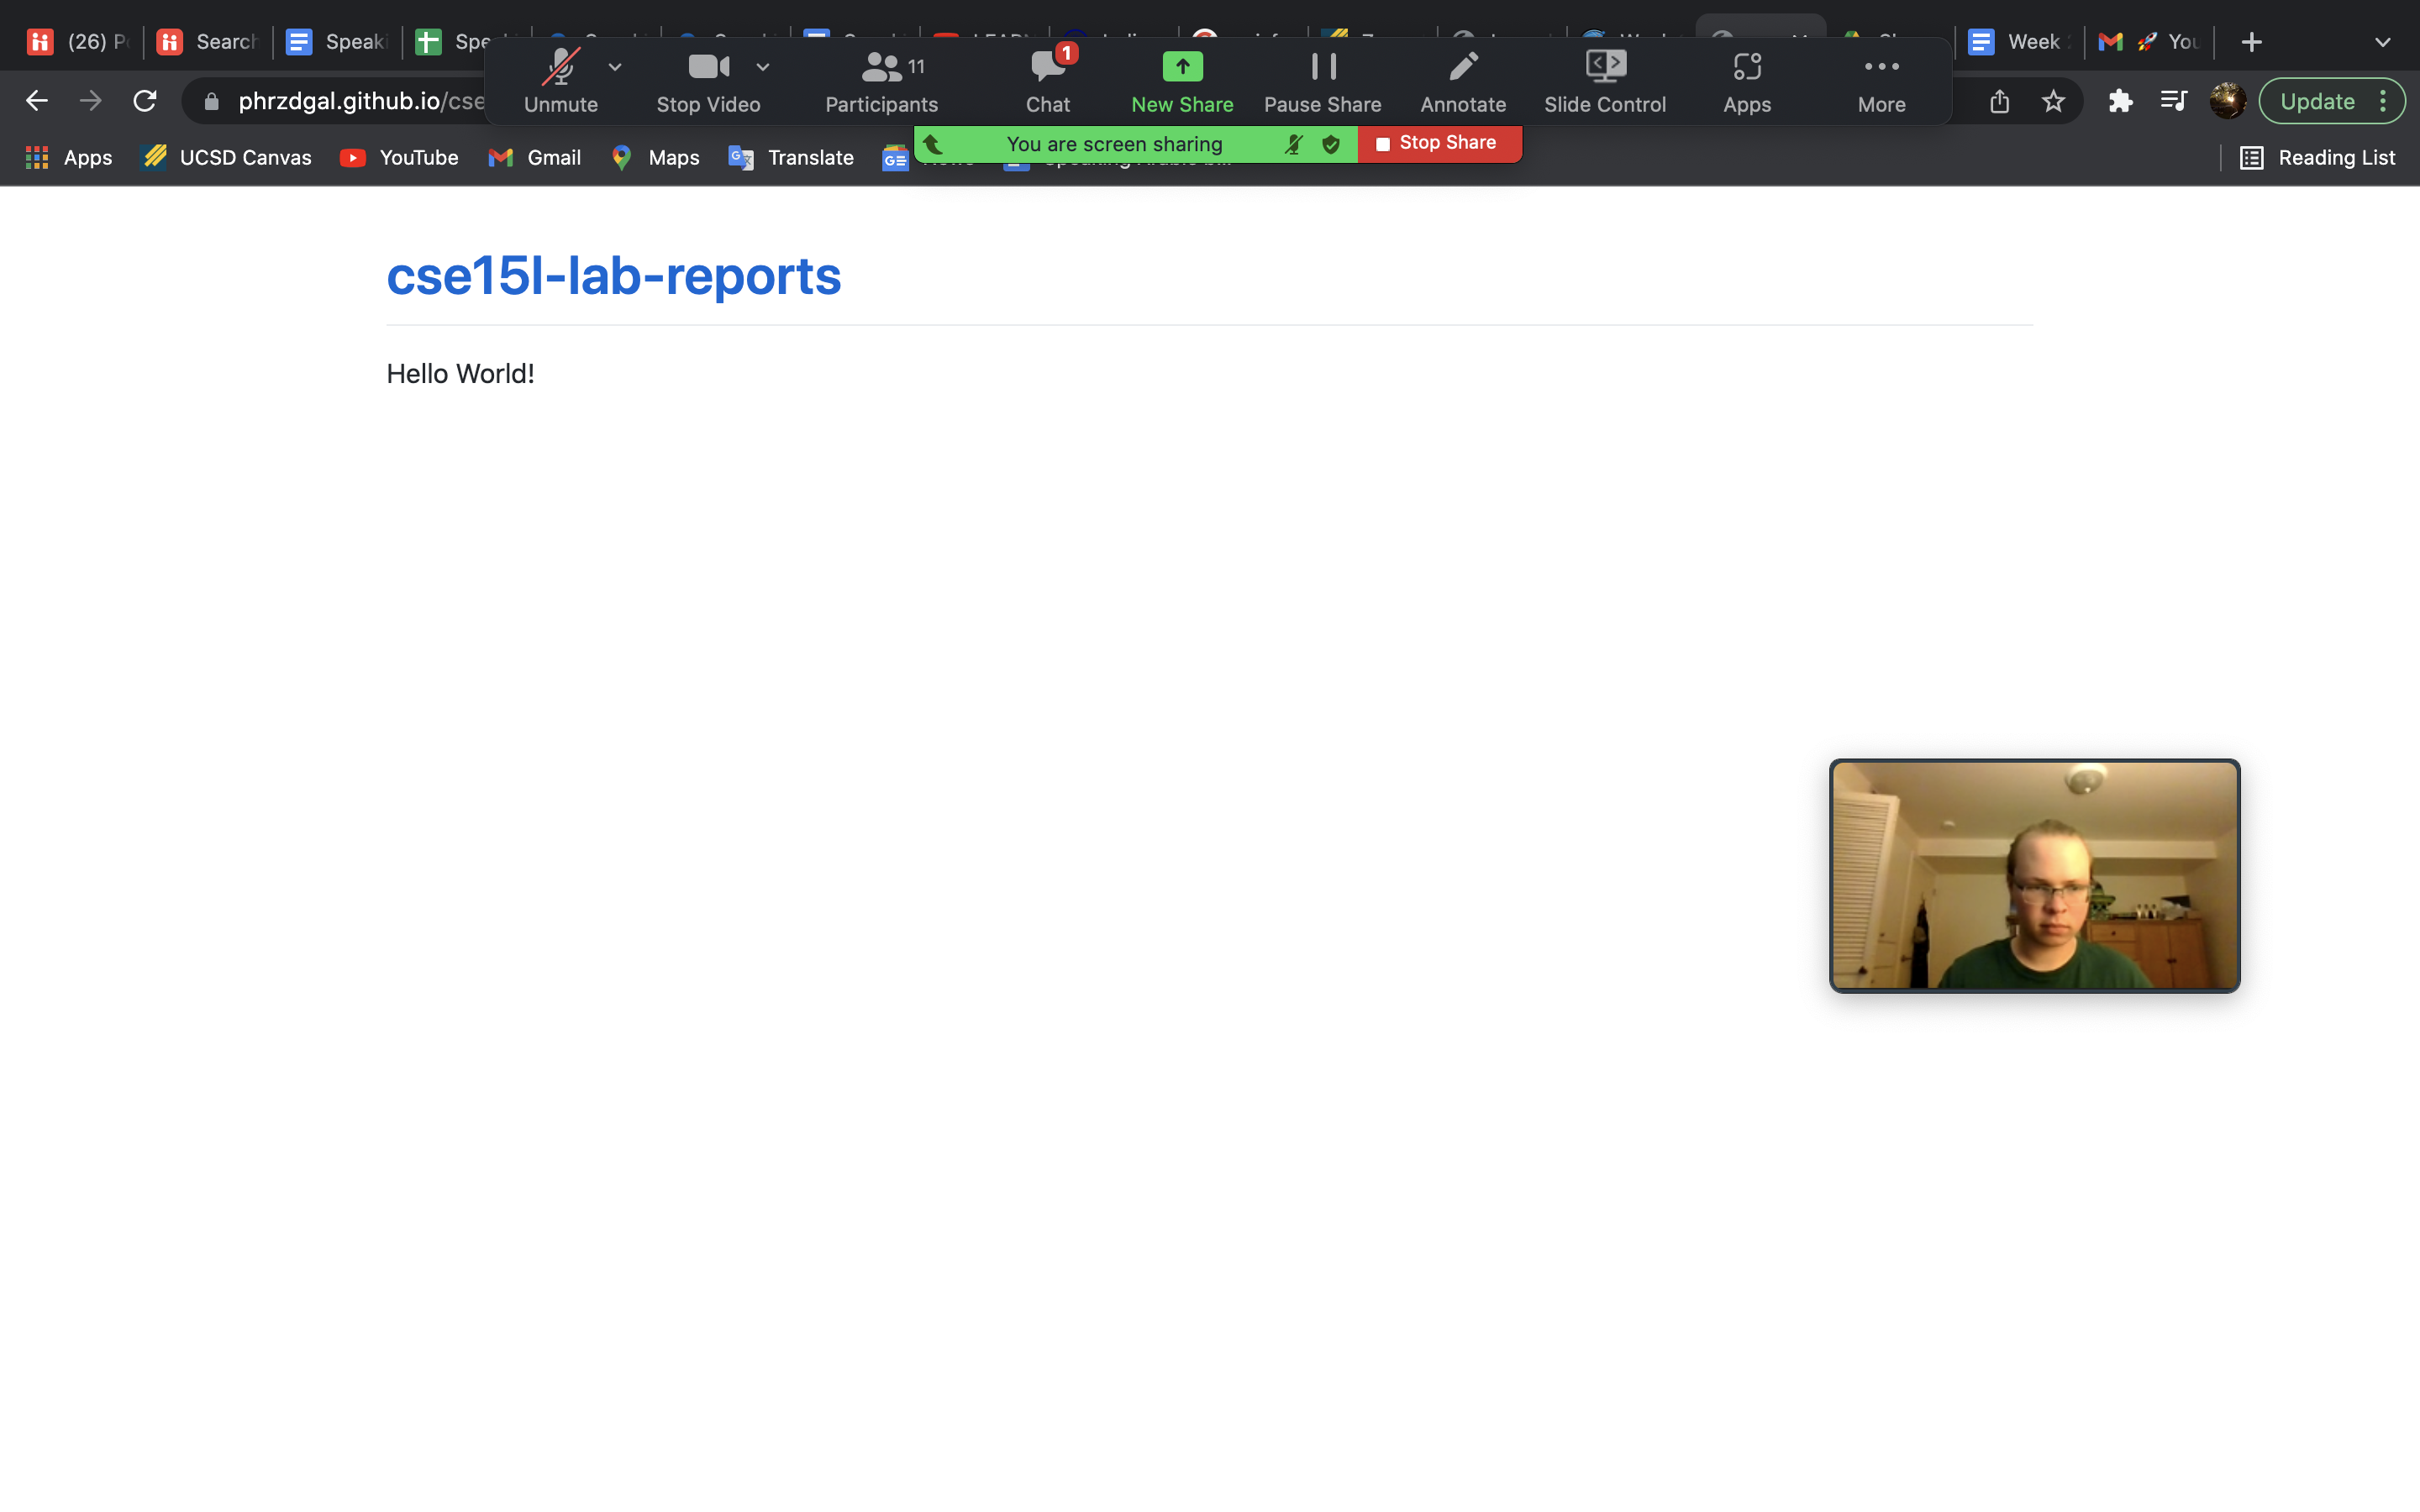 (26) P
Search
Speaki
Spe
Week
You
phrzdgal.github.io/cse
Unmute
Stop Video
Participants
11
Chat
1
New Share
Pause Share
Annotate
Slide Control
Apps
More
Update
You are screen sharing
Stop Share
Apps
UCSD Canvas
YouTube
Gmail
Maps
Translate
Reading List
cse15l-lab-reports
Hello World!